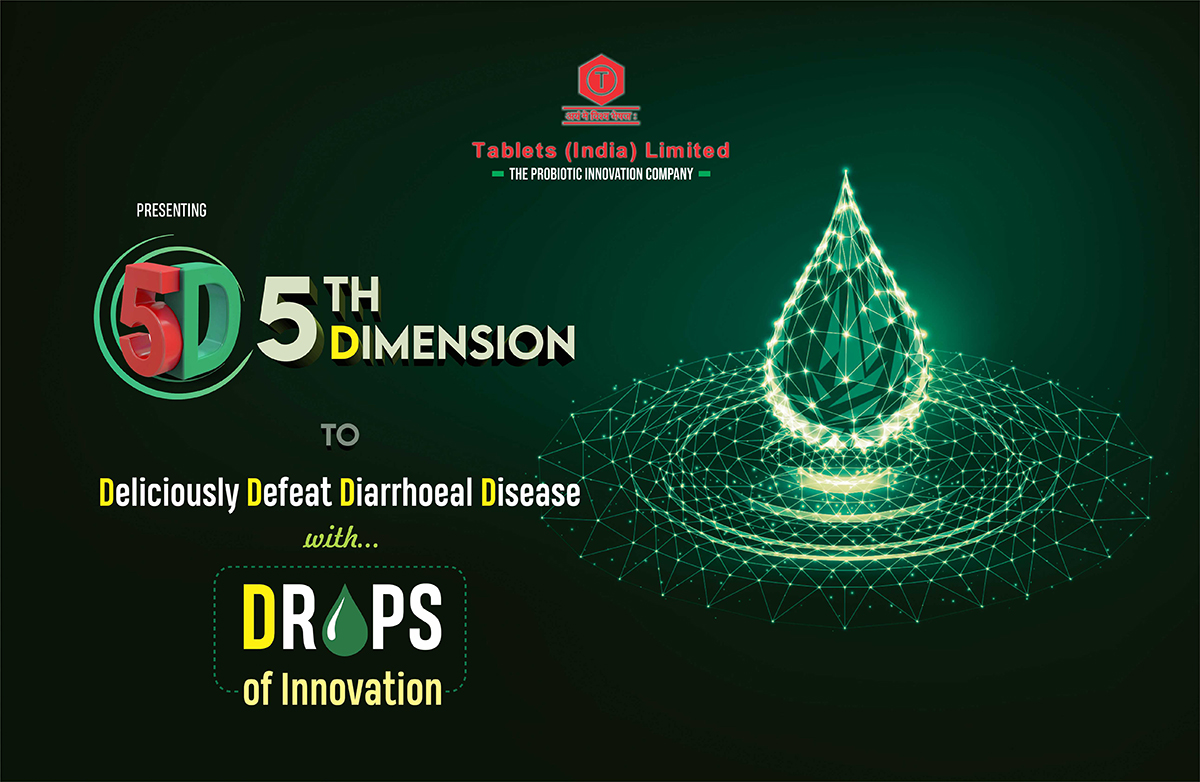 T
Tablets (India) Limited
THE PROBIOTIC INNOVATION COMPANY
PRESENTING
5D
5TH
DIMENSION
TO
Deliciously Defeat Diarrhoeal Disease
with...
DROPS
of Innovation